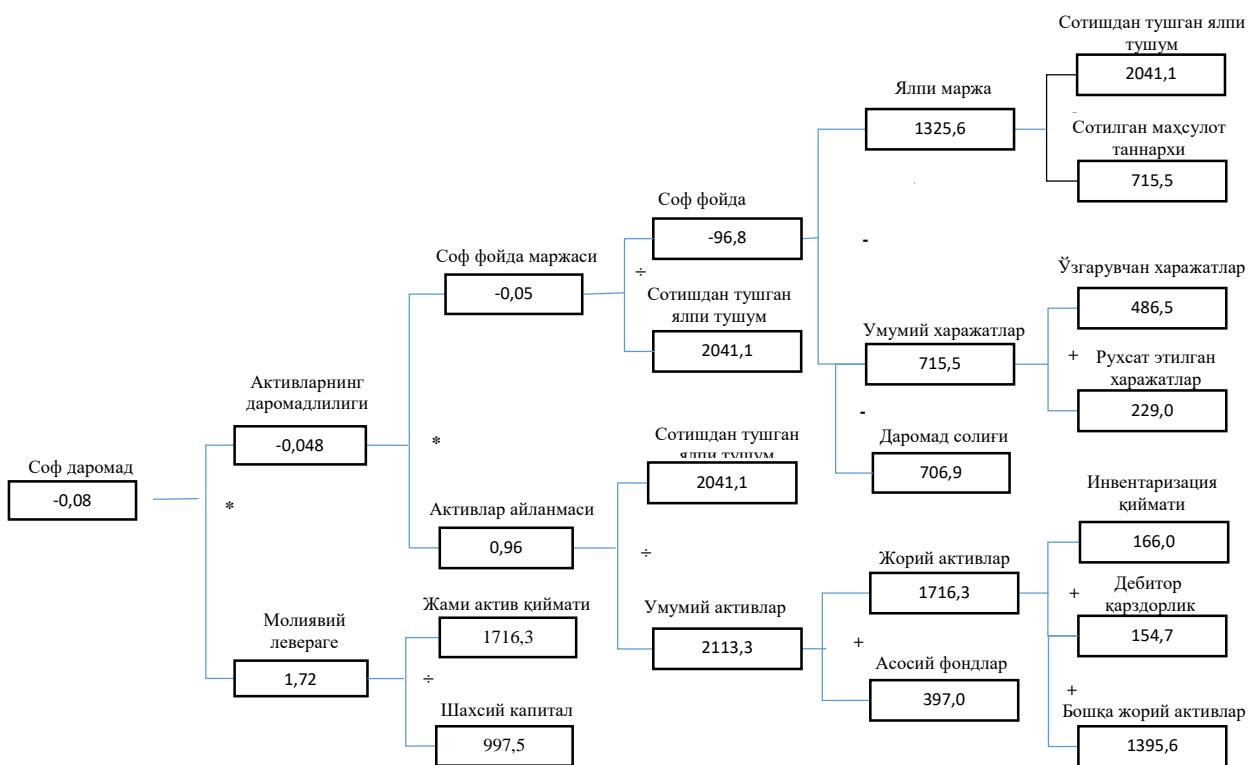 Сотишдан тушган ялпи
тушум
2041,1
Ялпи маржа
1325,6
-
Сотилган маҳсулот
таннархи
715,5
Соф фойда
-96,8
-
Соф фойда маржаси
-0,05
÷
Сотишдан тушган
ялпи тушум
2041,1
Ўзгарувчан харажатлар
486,5
Умумий харажатлар
715,5
+
Рухсат этилган
харажатлар
229,0
Активларнинг
даромадлилиги
-0,048
*
-
Даромад солиғи
706,9
Сотишдан тушган
ялпи тушум
2041,1
Соф даромад
-0,08
*
Активлар айланмаси
0,96
÷
Инвентаризация
қиймати
166,0
Жорий активлар
1716,3
+
Дебитор
қарздорлик
154,7
Умумий активлар
2113,3
+
Асосий фондлар
397,0
+
Бошқа жорий активлар
1395,6
Молиявий
левераге
1,72
Жами актив қиймати
1716,3
÷
Шахсий капитал
997,5